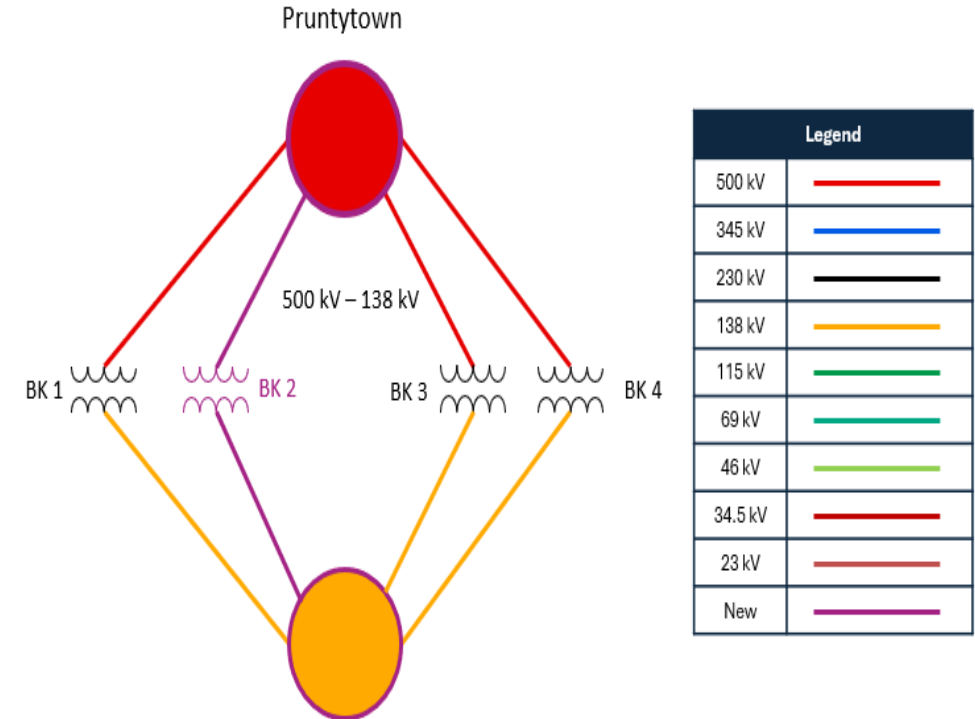 Pruntytown
500 kV – 138 kV
BK 1
BK 2
BK 3
BK 4
Legend
500 kV
345 kV
230 kV
138 kV
115 kV
69 kV
46 kV
34.5 kV
23 kV
New